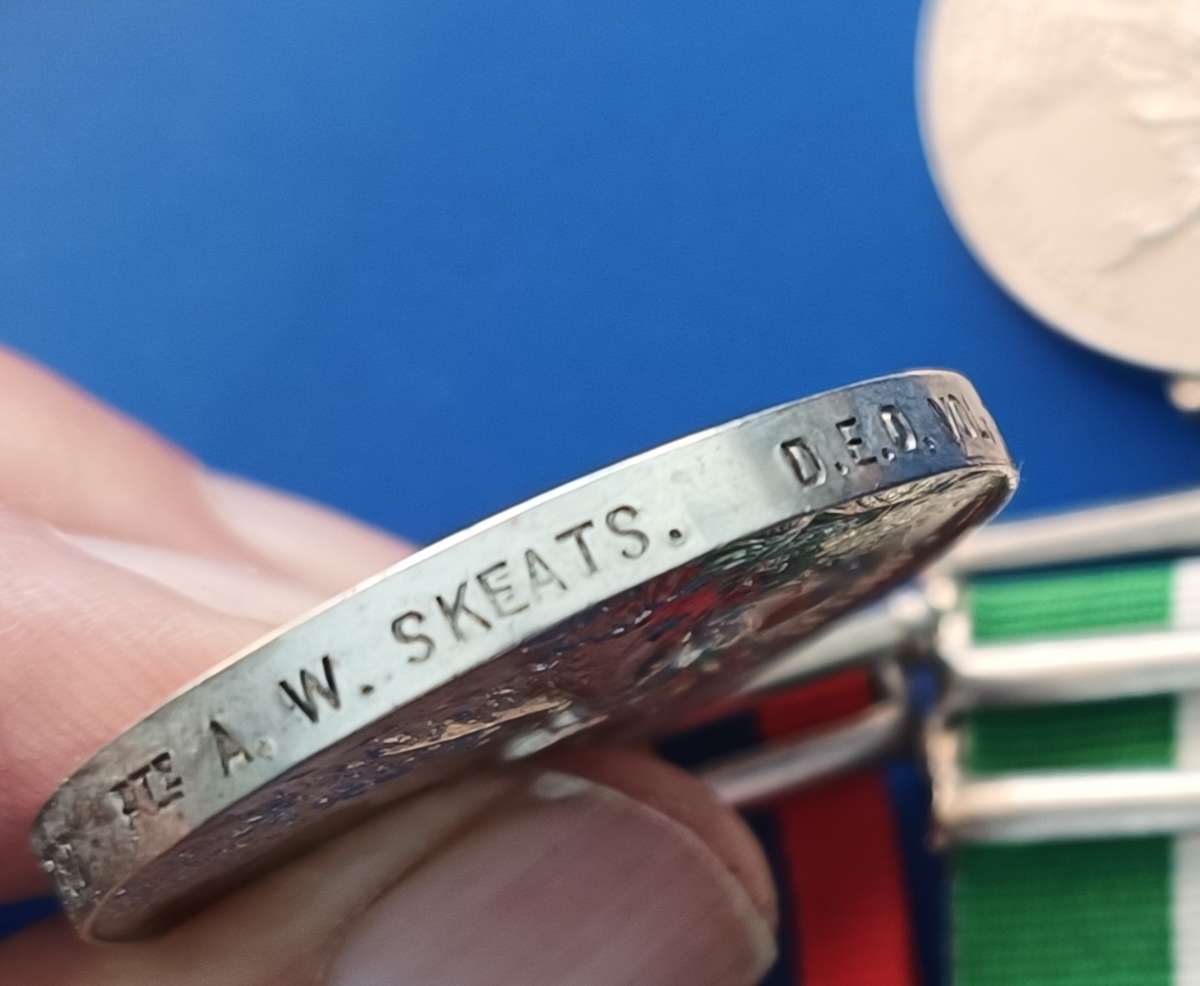 PTE A. W. SKEATS. D.E.O. VOL.